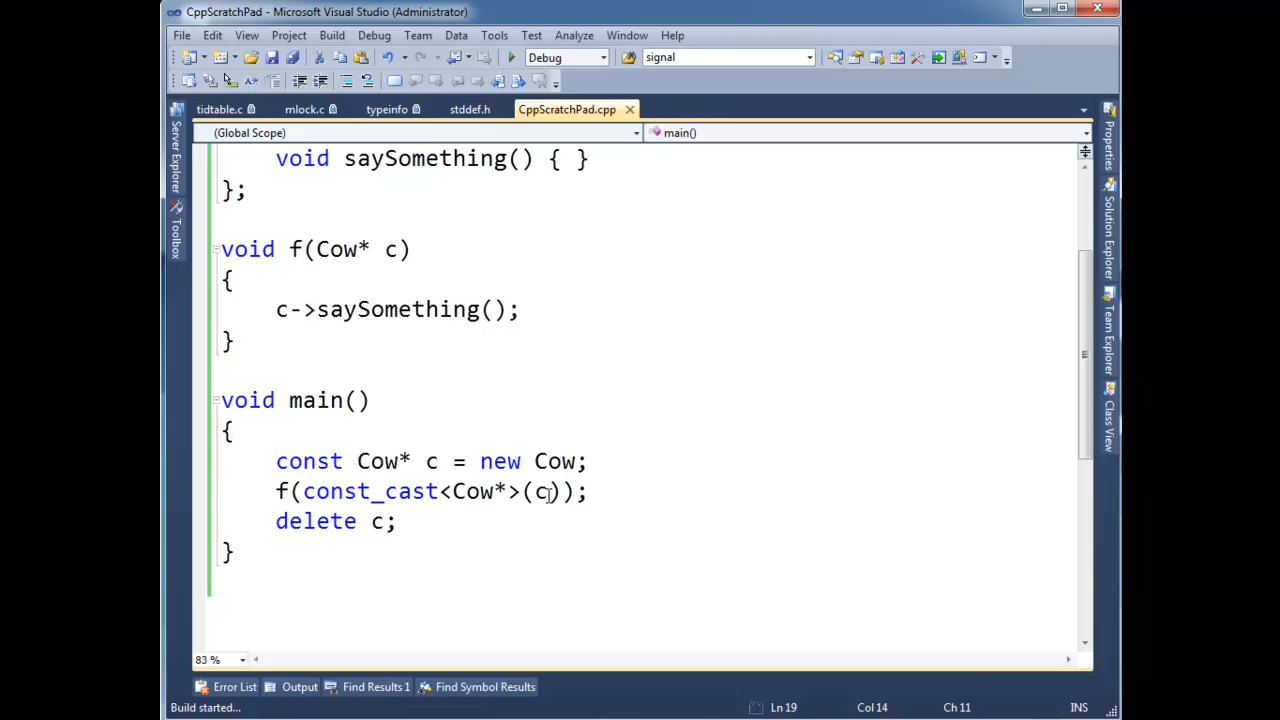 CppScratchPad - Microsoft Visual Studio (Administrator)
File Edit View Project Build Debug Team Data Tools Test Analyze Window Help
Debug signal
tidtable.c mlock.c typeinfo stddef.h CppScratchPad.cpp
(Global Scope) main()
void saySomething() { }
};
void f(Cow* c)
{
c->saySomething();
}
void main()
{
const Cow* c = new Cow;
f(const_cast<Cow*>(c));
delete c;
}
83 %
Error List Output Find Results 1 Find Symbol Results
Build started... Ln 19 Col 14 Ch 11 INS
Server Explorer
Toolbox
Properties
Solution Explorer
Team Explorer
Class View